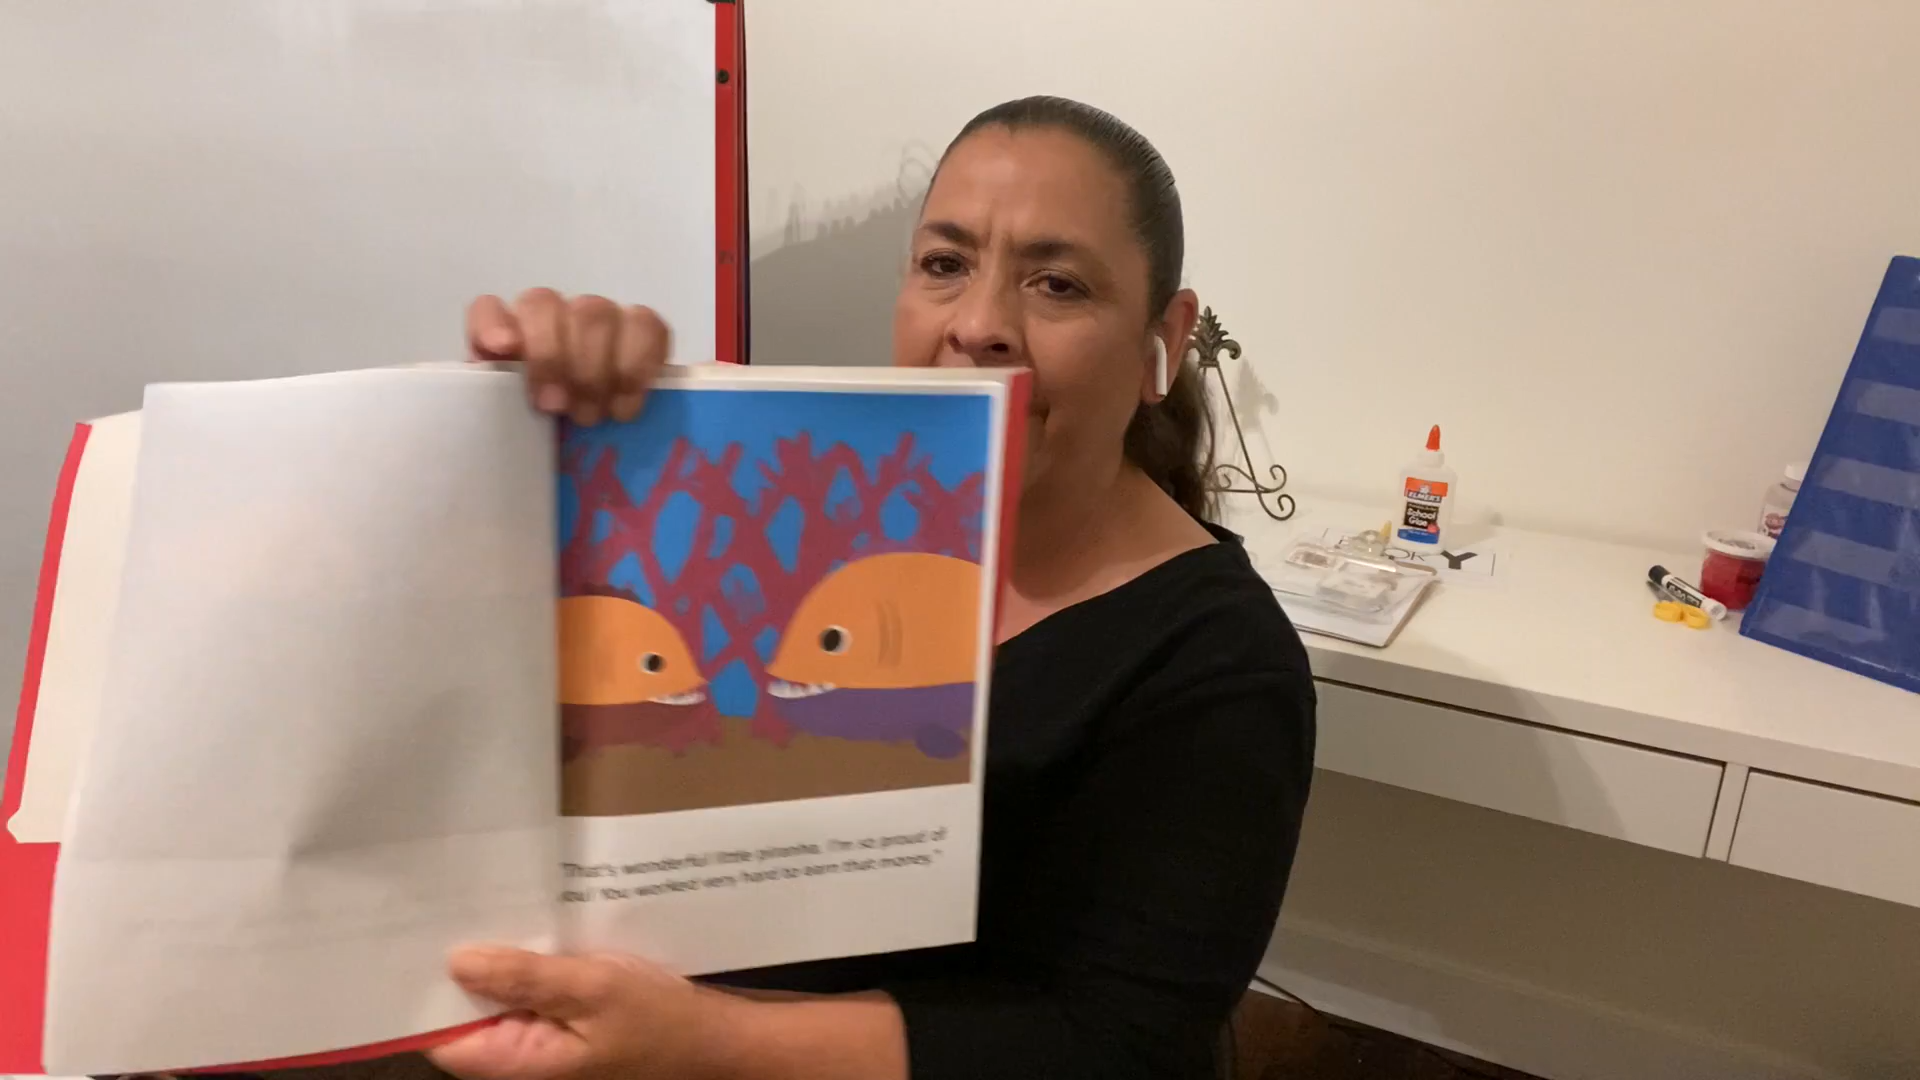 "That's wonderful little piranha. I'm so proud of
you! You worked very hard to earn that money."
ELMER'S
School
Glue
OK Y